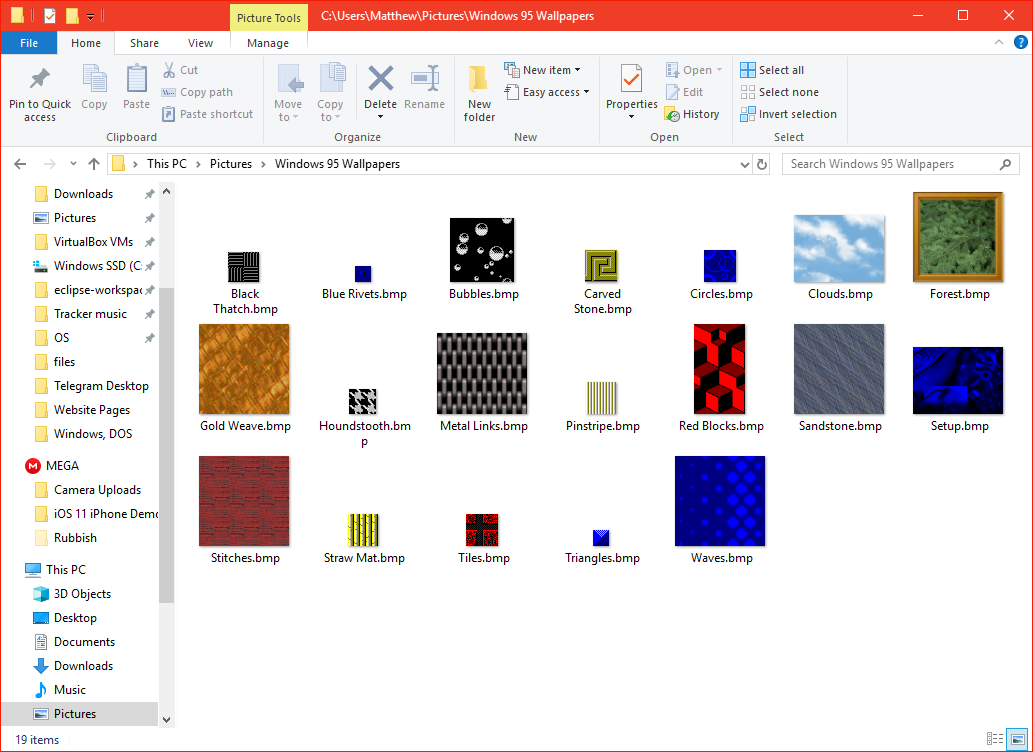 Picture Tools
C:\Users\Matthew\Pictures\Windows 95 Wallpapers
File
Home
Share
View
Manage
Pin to Quick
access
Copy
Paste
Cut
Copy path
Paste shortcut
Clipboard
Move
to
Copy
to
Delete
Rename
Organize
New
folder
New item
Easy access
New
Properties
Open
Edit
History
Open
Select all
Select none
Invert selection
Select
This PC
Pictures
Windows 95 Wallpapers
Search Windows 95 Wallpapers
Downloads
Pictures
VirtualBox VMs
Windows SSD (C:
eclipse-workspac
Tracker music
OS
files
Telegram Desktop
Website Pages
Windows, DOS
MEGA
Camera Uploads
iOS 11 iPhone Demo
Rubbish
This PC
3D Objects
Desktop
Documents
Downloads
Music
Pictures
Black
Thatch.bmp
Blue Rivets.bmp
Bubbles.bmp
Carved
Stone.bmp
Circles.bmp
Clouds.bmp
Forest.bmp
Gold Weave.bmp
Houndstooth.bm
p
Metal Links.bmp
Pinstripe.bmp
Red Blocks.bmp
Sandstone.bmp
Setup.bmp
Stitches.bmp
Straw Mat.bmp
Tiles.bmp
Triangles.bmp
Waves.bmp
19 items